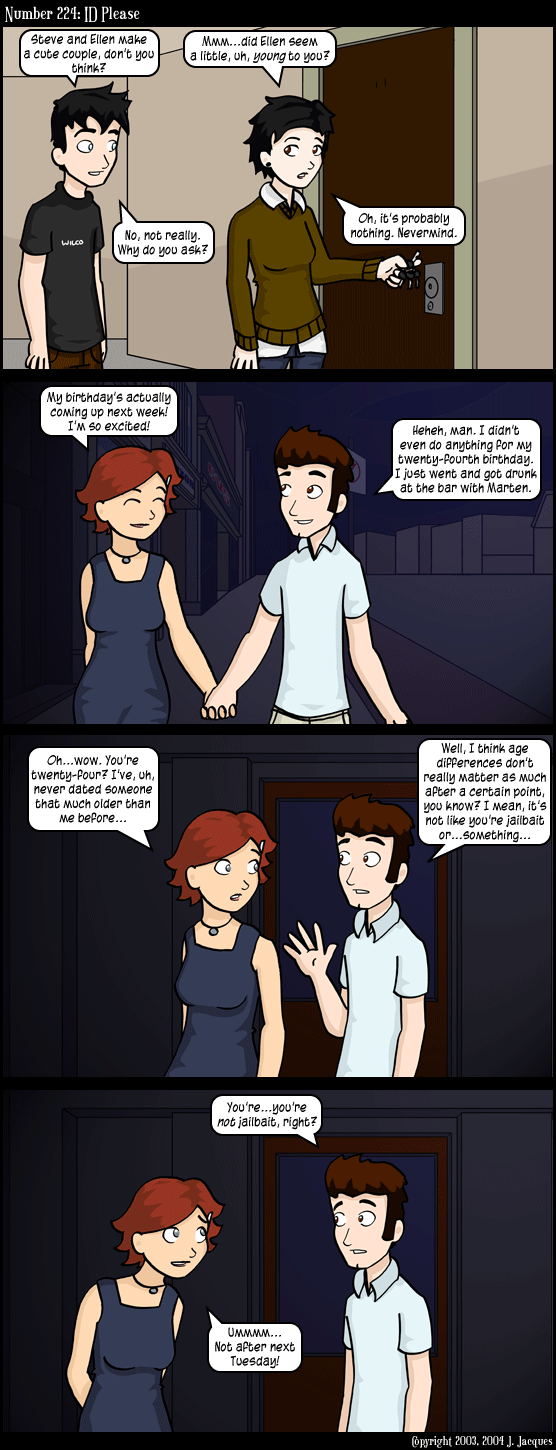 Number 224: ID Please
Steve and Ellen make
a cute couple, don't you
think?
Mmm...did Ellen seem
a little, uh, young to you?
No, not really.
Why do you ask?
Oh, it's probably
nothing. Nevermind.
WILCO
My birthday's actually
coming up next week!
I'm so excited!
Heheh, man. I didn't
even do anything for my
twenty-fourth birthday.
I just went and got drunk
at the bar with Marten.
Oh...wow. You're
twenty-four? I've, uh,
never dated someone
that much older than
me before...
Well, I think age
differences don't
really matter as much
after a certain point,
you know? I mean, it's
not like you're jailbait
or...something...
You're...you're
not jailbait, right?
Ummmm...
Not after next
Tuesday!
Copyright 2003, 2004 J. Jacques